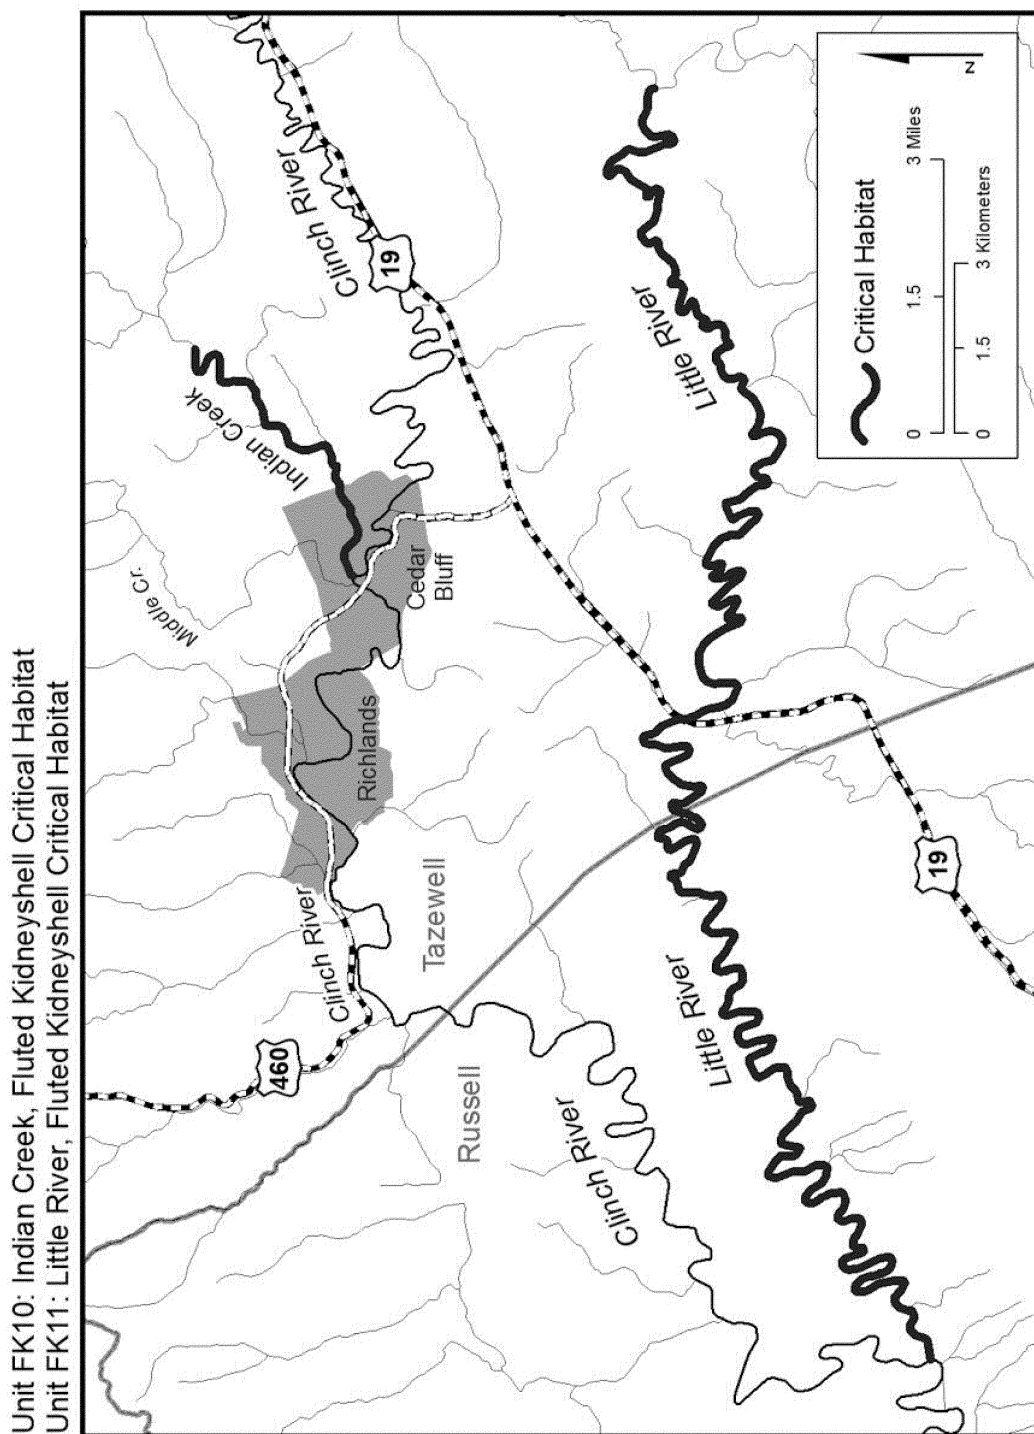 Unit FK10: Indian Creek, Fluted Kidneyshell Critical Habitat
Unit FK11: Little River, Fluted Kidneyshell Critical Habitat
460
Clinch River
Richlands
Middle Cr.
Indian Creek
Cedar
Bluff
Clinch River
19
Tazewell
Russell
Clinch River
Little River
Little River
19
Critical Habitat
0
1.5
3 Miles
0
1.5
3 Kilometers
N